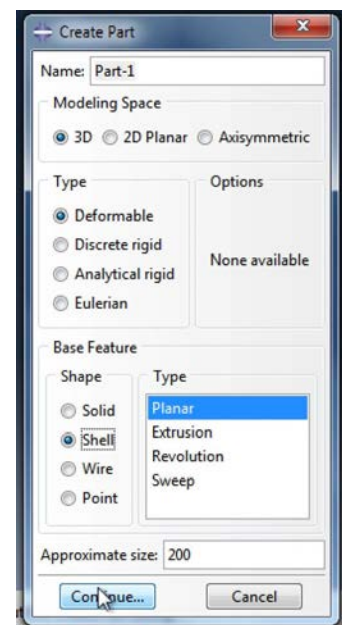 Create Part
Name: Part-1
Modeling Space
3D 2D Planar Axisymmetric
Type Options
Deformable
Discrete rigid
Analytical rigid
Eulerian
None available
Base Feature
Shape Type
Solid
Shell
Wire
Point
Planar
Extrusion
Revolution
Sweep
Approximate size: 200
Continue... Cancel